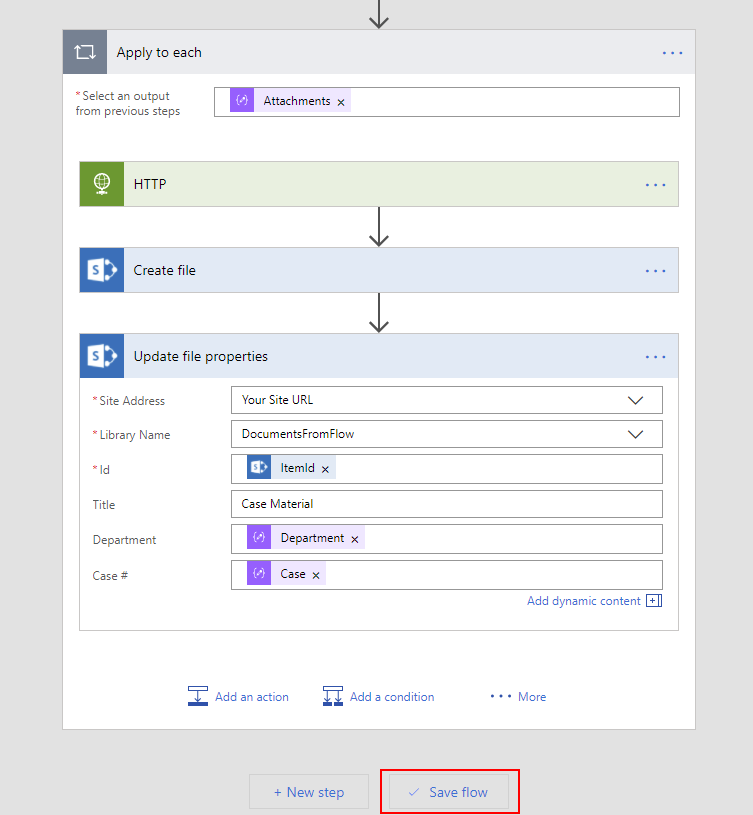 Apply to each
*Select an output
from previous steps
Attachments ×
HTTP
S Create file
S Update file properties
*Site Address Your Site URL
*Library Name DocumentsFromFlow
*Id S ItemId ×
Title Case Material
Department Department ×
Case # Case ×
Add dynamic content
Add an action Add a condition ••• More
+ New step Save flow